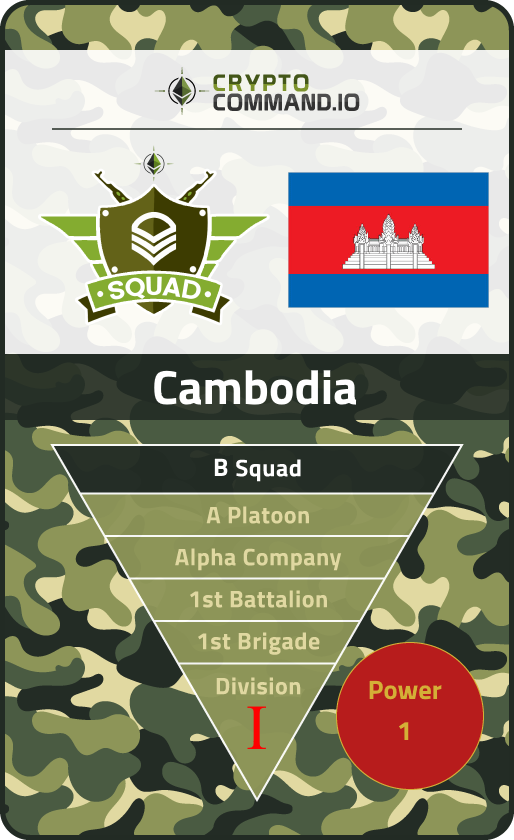 CRYPTO
COMMAND.IO
SQUAD
Cambodia
B Squad
A Platoon
Alpha Company
1st Battalion
1st Brigade
Division
I
Power
1